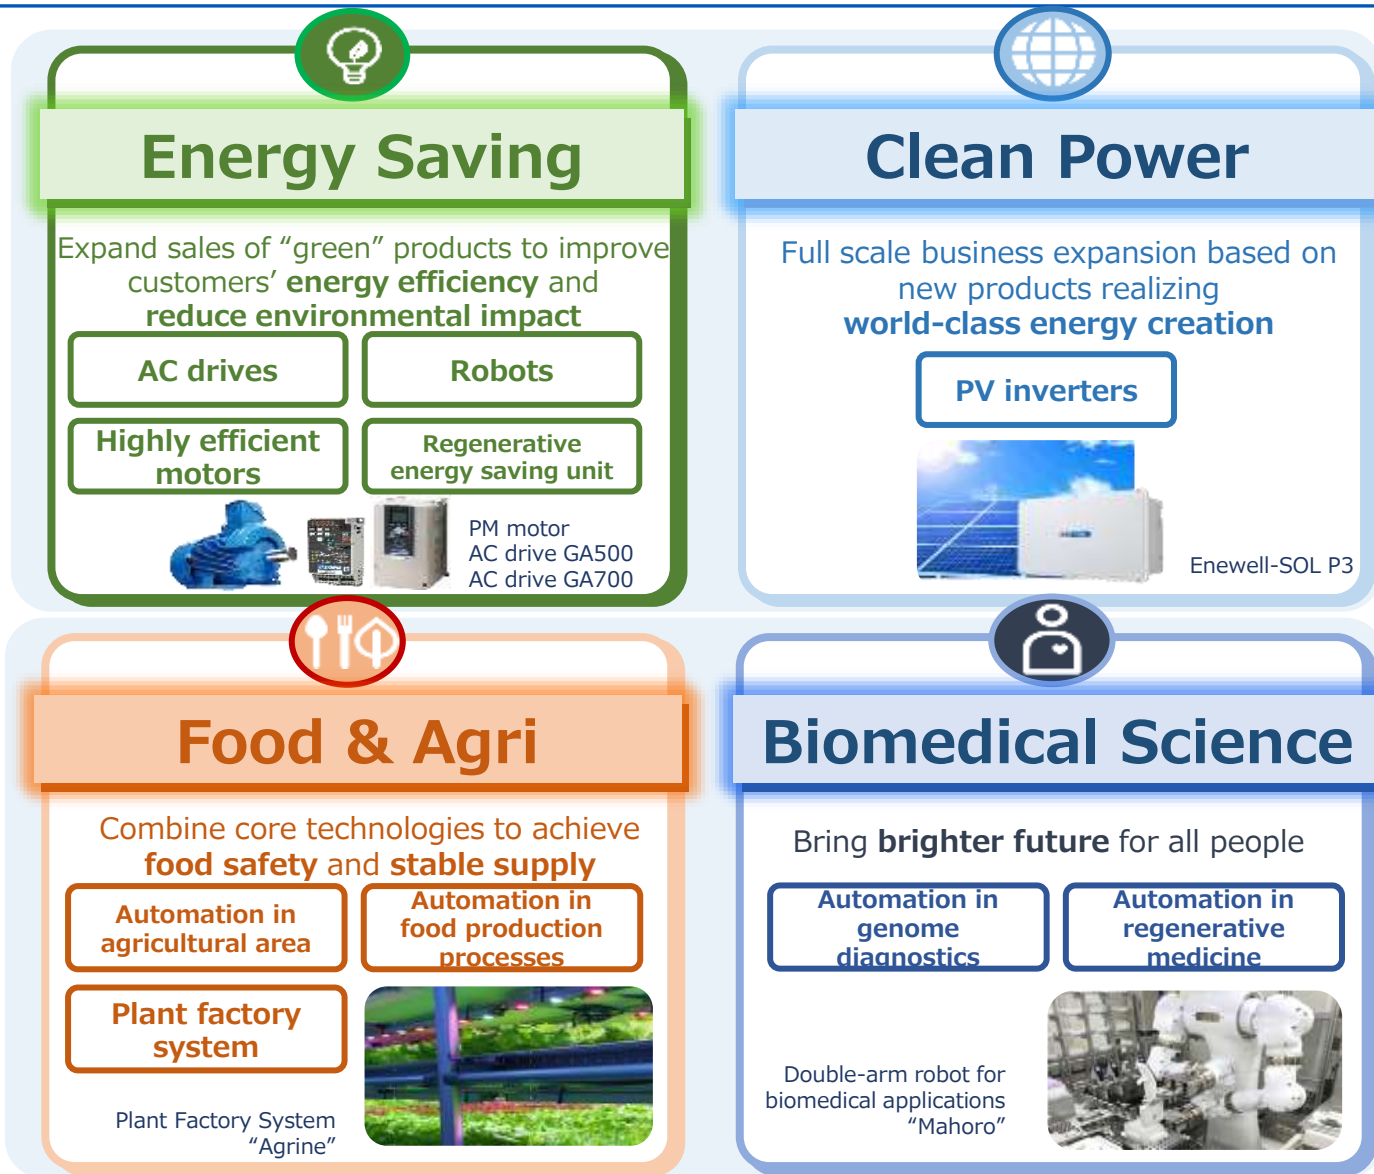 Energy Saving
Expand sales of “green” products to improve
customers’ energy efficiency and
reduce environmental impact
AC drives
Robots
Highly efficient
motors
Regenerative
energy saving unit
PM motor
AC drive GA500
AC drive GA700
Clean Power
Full scale business expansion based on
new products realizing
world-class energy creation
PV inverters
Enewell-SOL P3
Food & Agri
Combine core technologies to achieve
food safety and stable supply
Automation in
agricultural area
Automation in
food production
processes
Plant factory
system
Plant Factory System
“Agrine”
Biomedical Science
Bring brighter future for all people
Automation in
genome
diagnostics
Automation in
regenerative
medicine
Double-arm robot for
biomedical applications
“Mahoro”